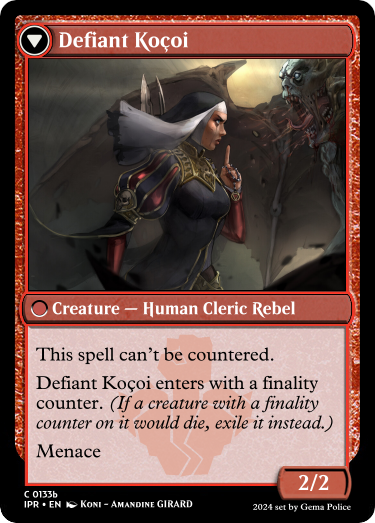 Defiant Koçoi
Creature — Human Cleric Rebel
This spell can't be countered.
Defiant Koçoi enters with a finality
counter. (If a creature with a finality
counter on it would die, exile it instead.)
Menace
2/2
C 0133b
IPR • EN Koni - Amandine GIRARD
2024 set by Gema Police